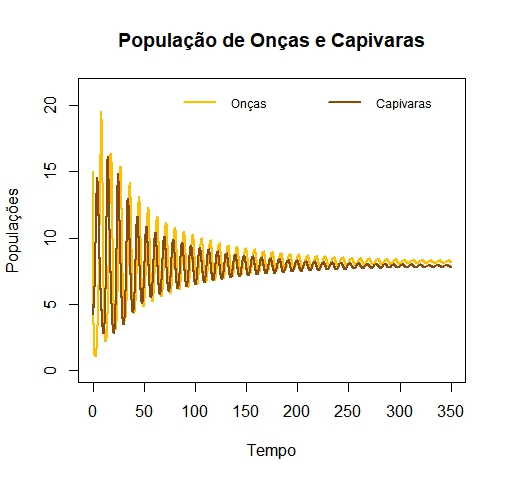 População de Onças e Capivaras
Onças Capivaras
20
15
10
5
0
Populações
0 50 100 150 200 250 300 350
Tempo